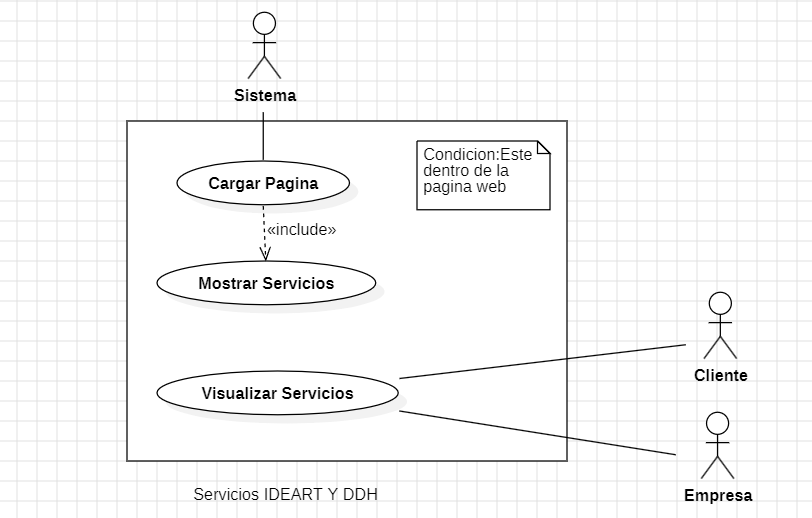 Sistema
Cargar Pagina
Condicion:Este
dentro de la
pagina web
«include»
Mostrar Servicios
Visualizar Servicios
Cliente
Empresa
Servicios IDEART Y DDH